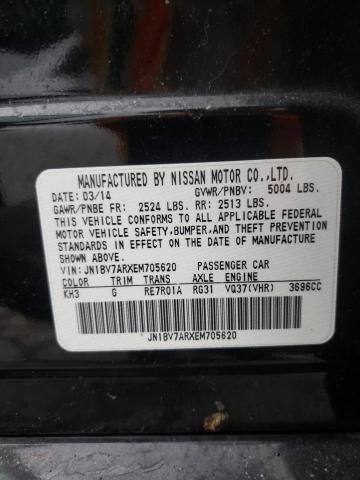 MANUFACTURED BY NISSAN MOTOR CO.,LTD.
DATE: 03/14 GVWR/PNBV: 5004 LBS.
GAWR/PNBE FR: 2524 LBS. RR: 2513 LBS.
THIS VEHICLE CONFORMS TO ALL APPLICABLE FEDERAL
MOTOR VEHICLE SAFETY,BUMPER,AND THEFT PREVENTION
STANDARDS IN EFFECT ON THE DATE OF MANUFACTURE
SHOWN ABOVE.
VIN: JN1BV7ARXEM705620 PASSENGER CAR
COLOR TRIM TRANS AXLE ENGINE
KH3 G RE7R01A RG31 VQ37(VHR) 3696CC
JN1BV7ARXEM705620